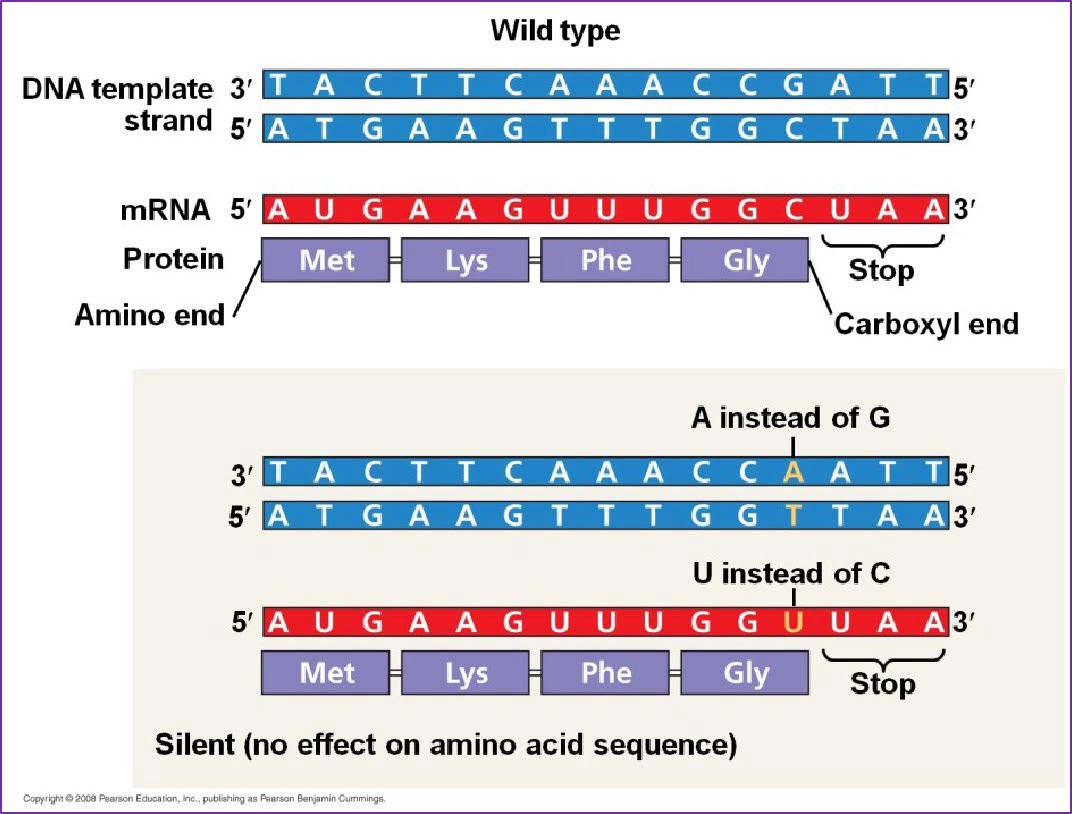 Wild type
DNA template 3′ T A C T T C A A A C C G A T T 5′
strand 5′ A T G A A G T T T G G C T A A 3′
mRNA 5′ A U G A A G U U U G G C U A A 3′
Protein Met Lys Phe Gly Stop
Amino end Carboxyl end
A instead of G
3′ T A C T T C A A A C C A A T T 5′
5′ A T G A A G T T T G G T T A A 3′
U instead of C
5′ A U G A A G U U U G G U U A A 3′
Met Lys Phe Gly Stop
Silent (no effect on amino acid sequence)
Copyright © 2008 Pearson Education, Inc., publishing as Pearson Benjamin Cummings.